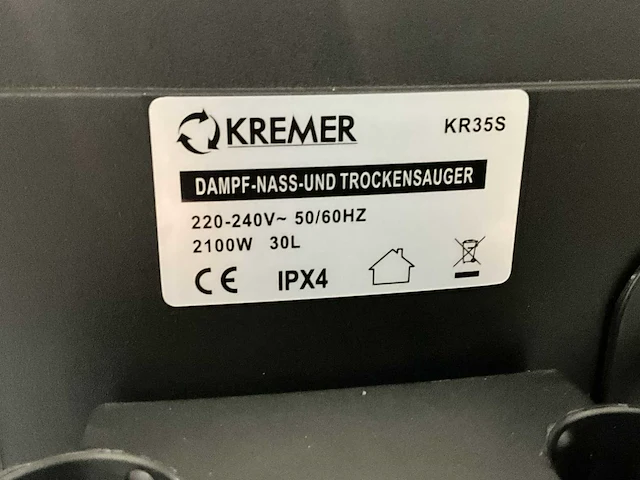 KREMER KR35S
DAMPF-NASS-UND TROCKENSAUGER
220-240V~ 50/60HZ
2100W 30L
CE IPX4